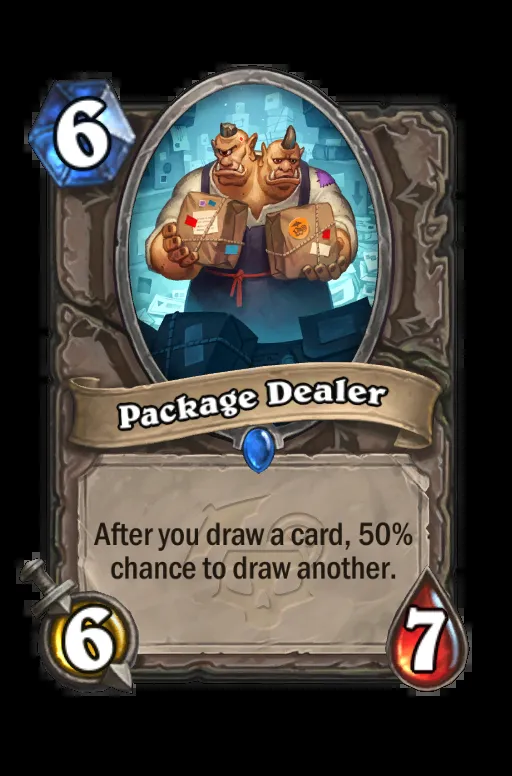 6
Package Dealer
After you draw a card, 50%
chance to draw another.
6
7